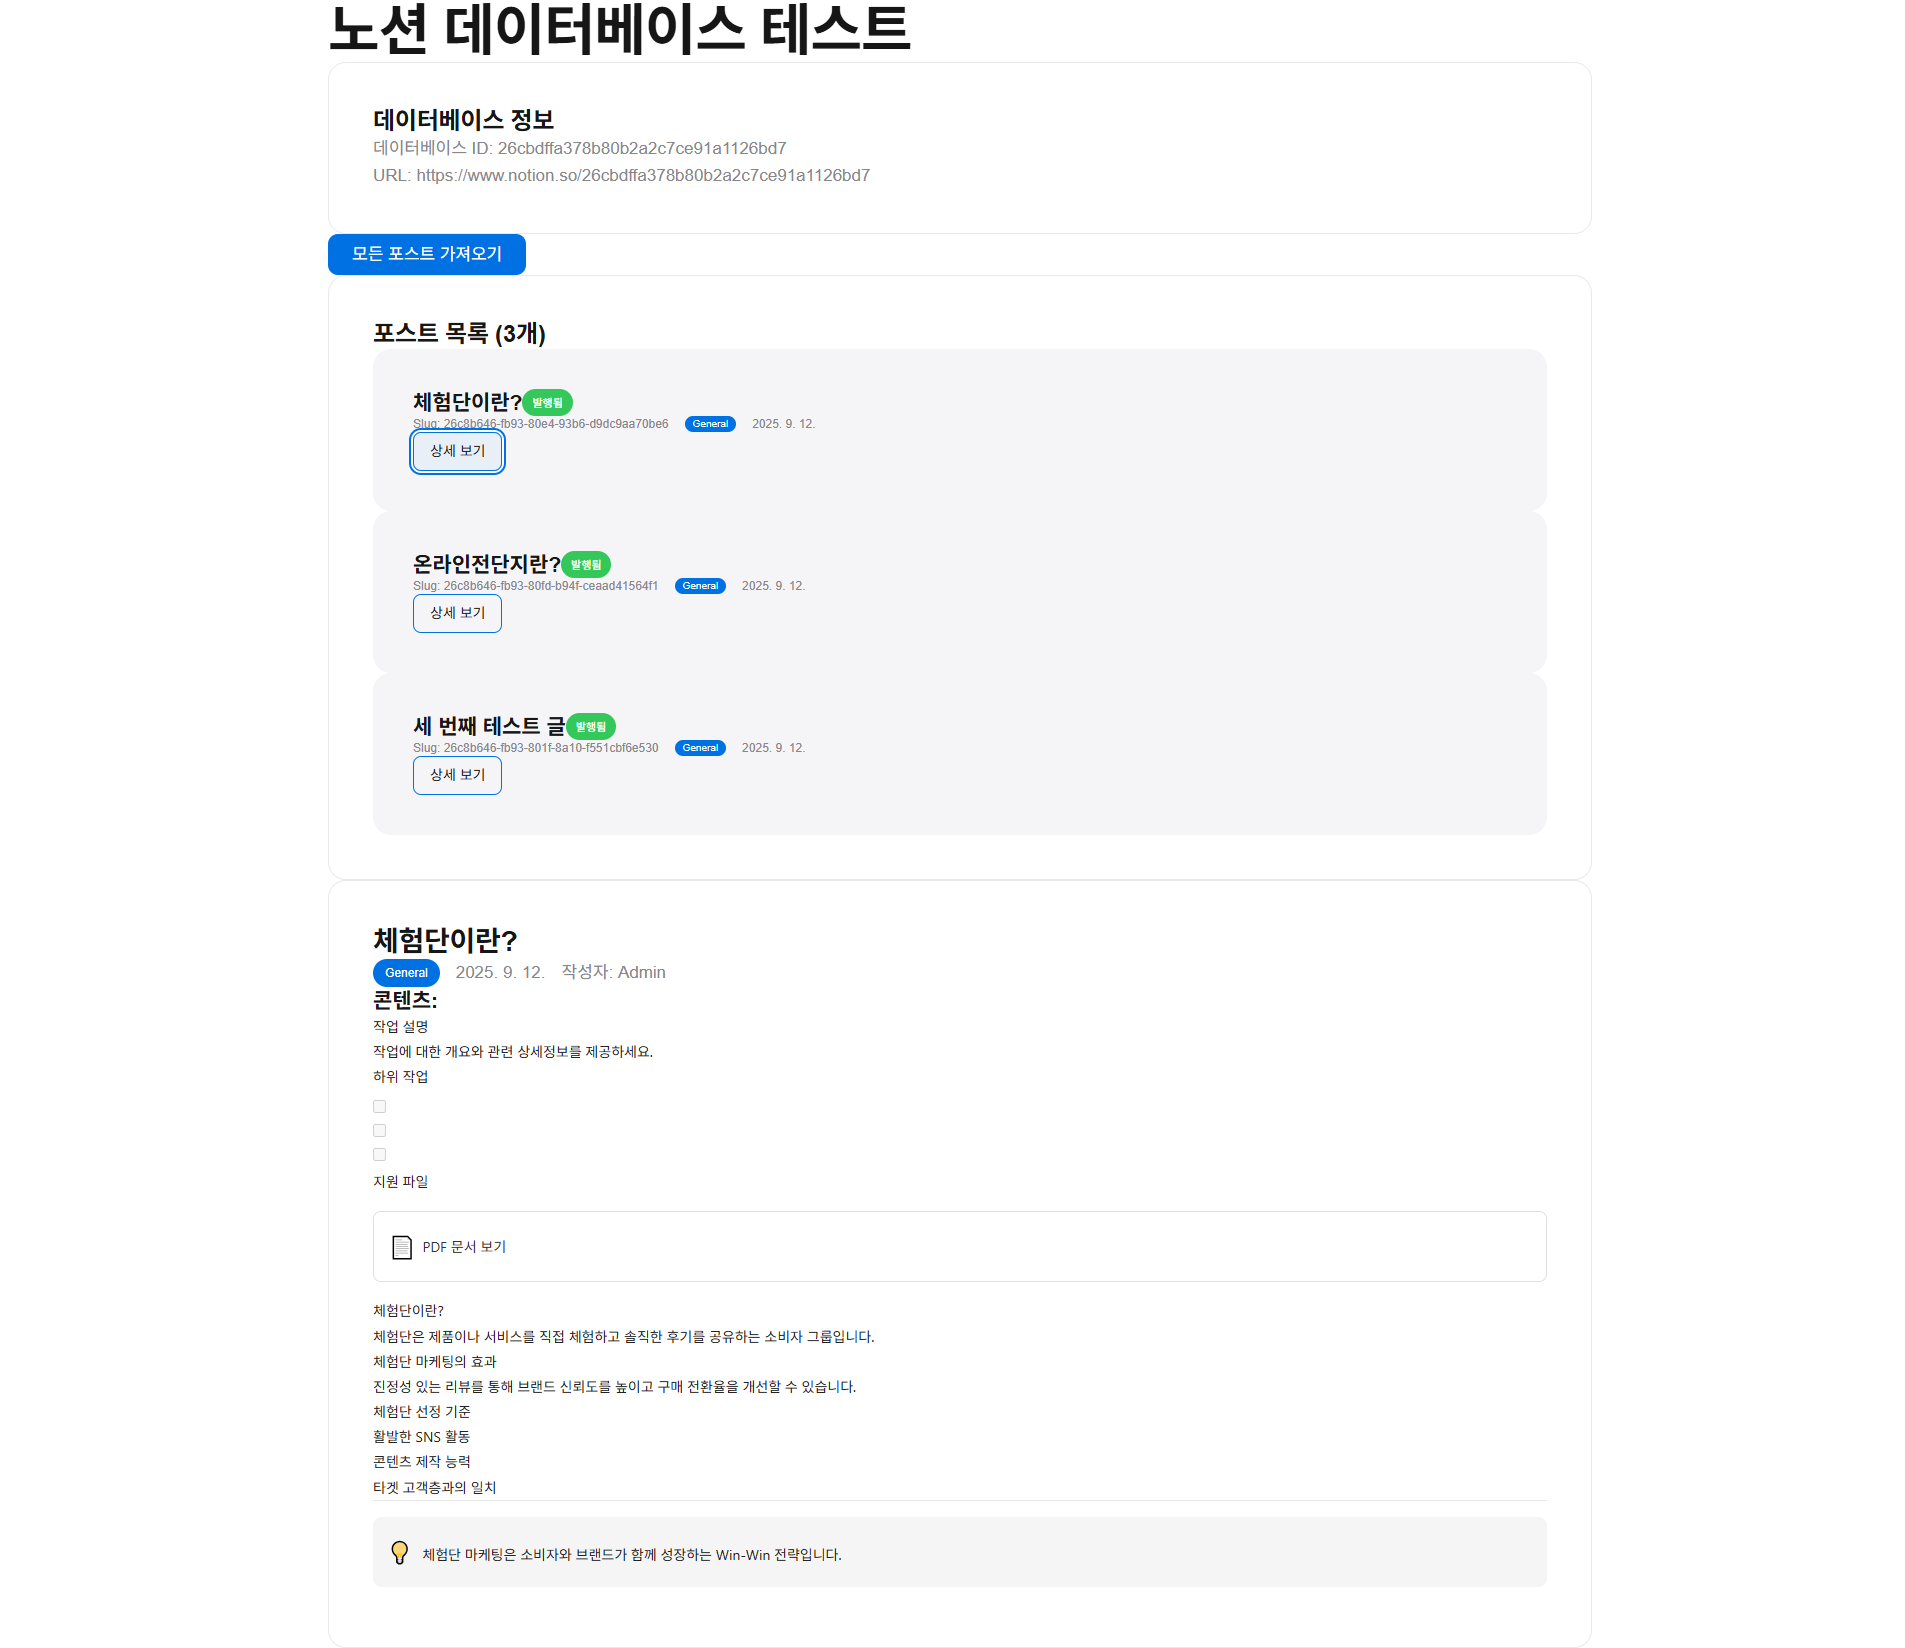 노션 데이터베이스 테스트
데이터베이스 정보
데이터베이스 ID: 26cbdffa378b80b2a2c7ce91a1126bd7
URL: https://www.notion.so/26cbdffa378b80b2a2c7ce91a1126bd7
모든 포스트 가져오기
포스트 목록 (3개)
체험단이란? 발행됨
Slug: 26c8b646-fb93-80e4-93b6-d9dc9aa70be6 General 2025. 9. 12.
상세 보기
온라인전단지란? 발행됨
Slug: 26c8b646-fb93-80fd-b94f-ceaad41564f1 General 2025. 9. 12.
상세 보기
세 번째 테스트 글 발행됨
Slug: 26c8b646-fb93-801f-8a10-f551cbf6e530 General 2025. 9. 12.
상세 보기
체험단이란?
General 2025. 9. 12. 작성자: Admin
콘텐츠:
작업 설명
작업에 대한 개요와 관련 상세정보를 제공하세요.
하위 작업
지원 파일
PDF 문서 보기
체험단이란?
체험단은 제품이나 서비스를 직접 체험하고 솔직한 후기를 공유하는 소비자 그룹입니다.
체험단 마케팅의 효과
진정성 있는 리뷰를 통해 브랜드 신뢰도를 높이고 구매 전환율을 개선할 수 있습니다.
체험단 선정 기준
활발한 SNS 활동
콘텐츠 제작 능력
타겟 고객층과의 일치
체험단 마케팅은 소비자와 브랜드가 함께 성장하는 Win-Win 전략입니다.